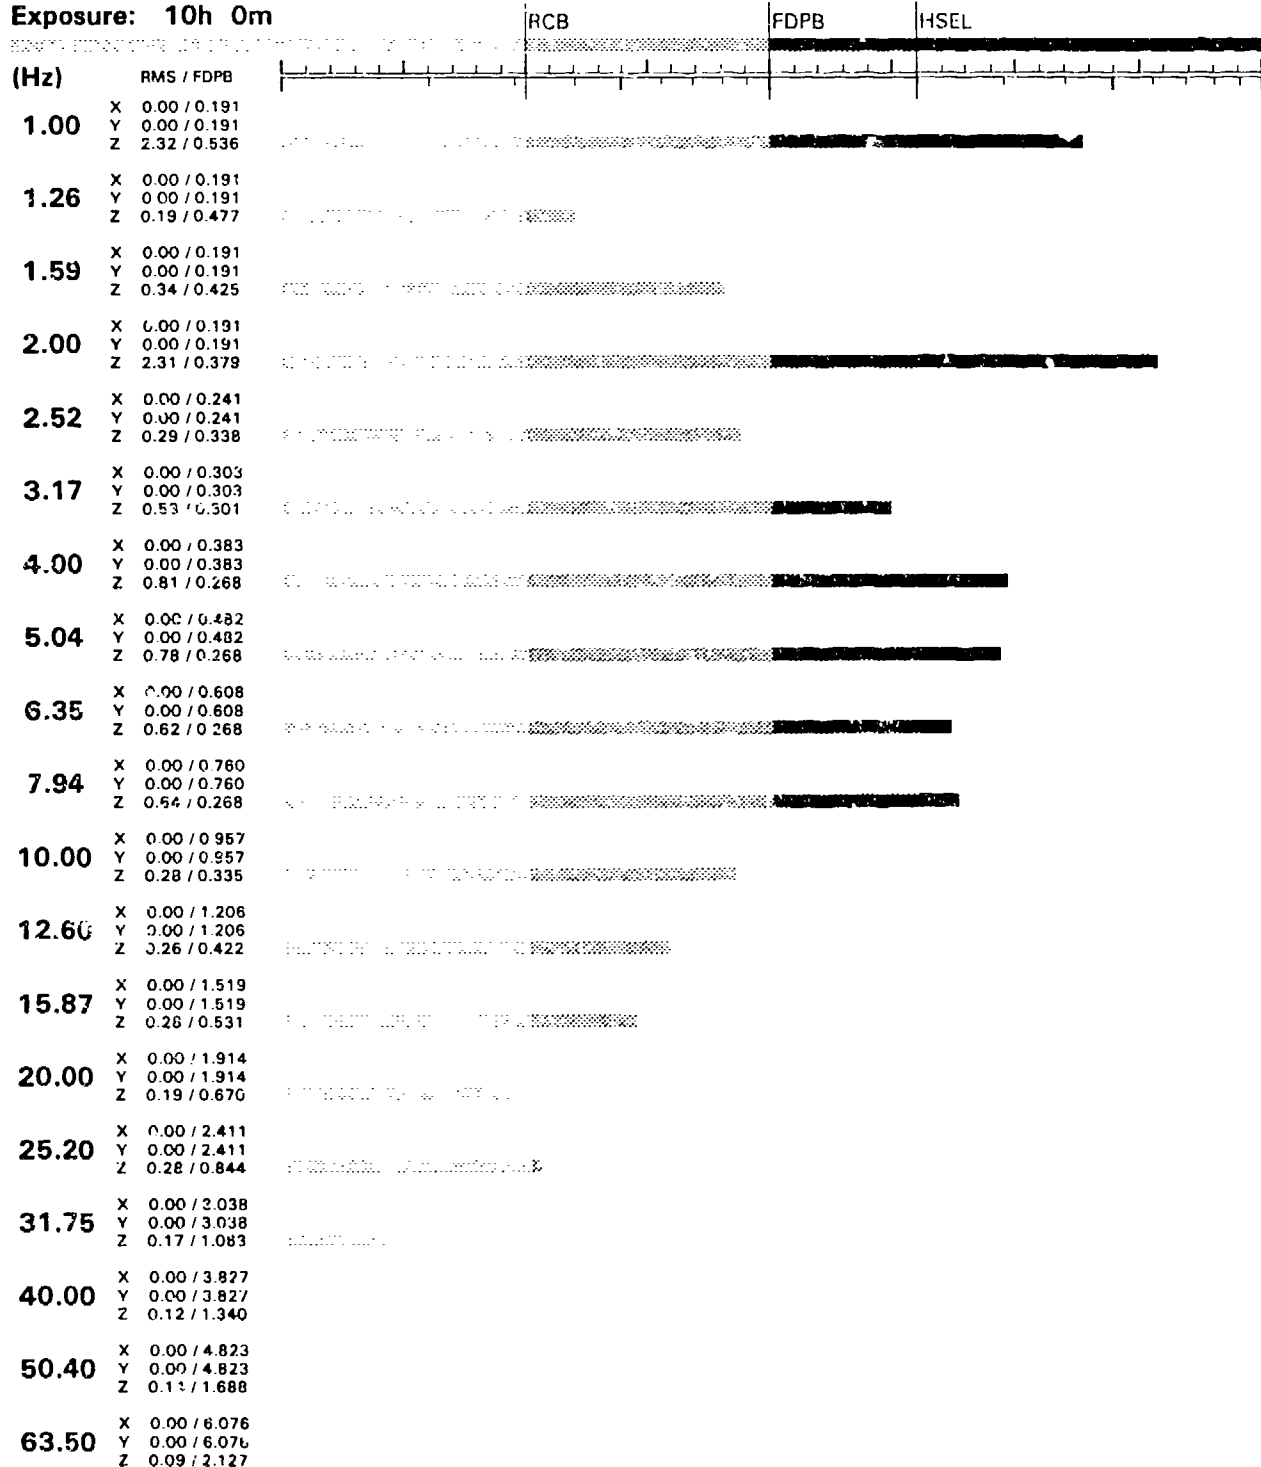 Exposure: 10h 0m
RCB FDPB HSEL
(Hz) RMS / FDPB
X 0.00 / 0.191
1.00 Y 0.00 / 0.191
Z 2.32 / 0.536
X 0.00 / 0.191
1.26 Y 0.00 / 0.191
Z 0.19 / 0.477
X 0.00 / 0.191
1.59 Y 0.00 / 0.191
Z 0.34 / 0.425
X 0.00 / 0.191
2.00 Y 0.00 / 0.191
Z 2.31 / 0.379
X 0.00 / 0.241
2.52 Y 0.00 / 0.241
Z 0.29 / 0.338
X 0.00 / 0.303
3.17 Y 0.00 / 0.303
Z 0.53 / 0.301
X 0.00 / 0.383
4.00 Y 0.00 / 0.383
Z 0.81 / 0.268
X 0.00 / 0.482
5.04 Y 0.00 / 0.482
Z 0.78 / 0.268
X 0.00 / 0.608
6.35 Y 0.00 / 0.608
Z 0.62 / 0.268
X 0.00 / 0.760
7.94 Y 0.00 / 0.760
Z 0.64 / 0.268
X 0.00 / 0.957
10.00 Y 0.00 / 0.957
Z 0.28 / 0.335
X 0.00 / 1.206
12.60 Y 0.00 / 1.206
Z 0.26 / 0.422
X 0.00 / 1.519
15.87 Y 0.00 / 1.519
Z 0.28 / 0.531
X 0.00 / 1.914
20.00 Y 0.00 / 1.914
Z 0.19 / 0.670
X 0.00 / 2.411
25.20 Y 0.00 / 2.411
Z 0.28 / 0.844
X 0.00 / 3.038
31.75 Y 0.00 / 3.038
Z 0.17 / 1.063
X 0.00 / 3.827
40.00 Y 0.00 / 3.827
Z 0.12 / 1.340
X 0.00 / 4.823
50.40 Y 0.00 / 4.823
Z / 1.688
X 0.00 / 6.076
63.50 Y 0.00 / 6.076
Z 0.09 / 2.127